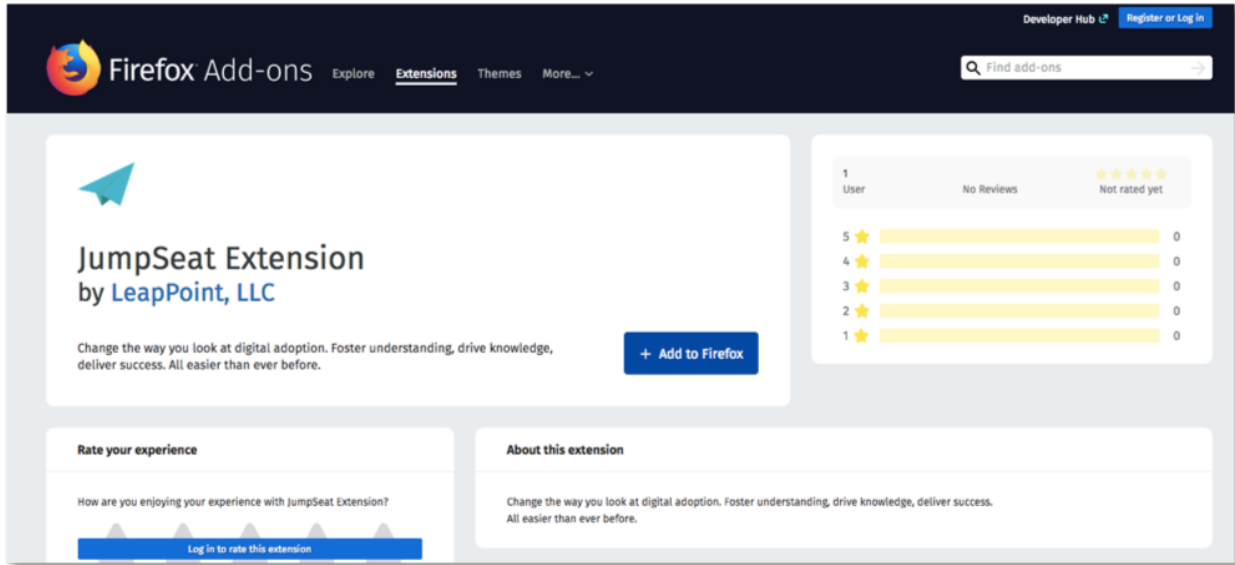 Developer Hub Register or Log in
Firefox Add-ons Explore Extensions Themes More...
Find add-ons
1
User No Reviews Not rated yet
JumpSeat Extension
by LeapPoint, LLC
Change the way you look at digital adoption. Foster understanding, drive knowledge,
deliver success. All easier than ever before.
+ Add to Firefox
5 0
4 0
3 0
2 0
1 0
Rate your experience
How are you enjoying your experience with JumpSeat Extension?
Log in to rate this extension
About this extension
Change the way you look at digital adoption. Foster understanding, drive knowledge, deliver success.
All easier than ever before.